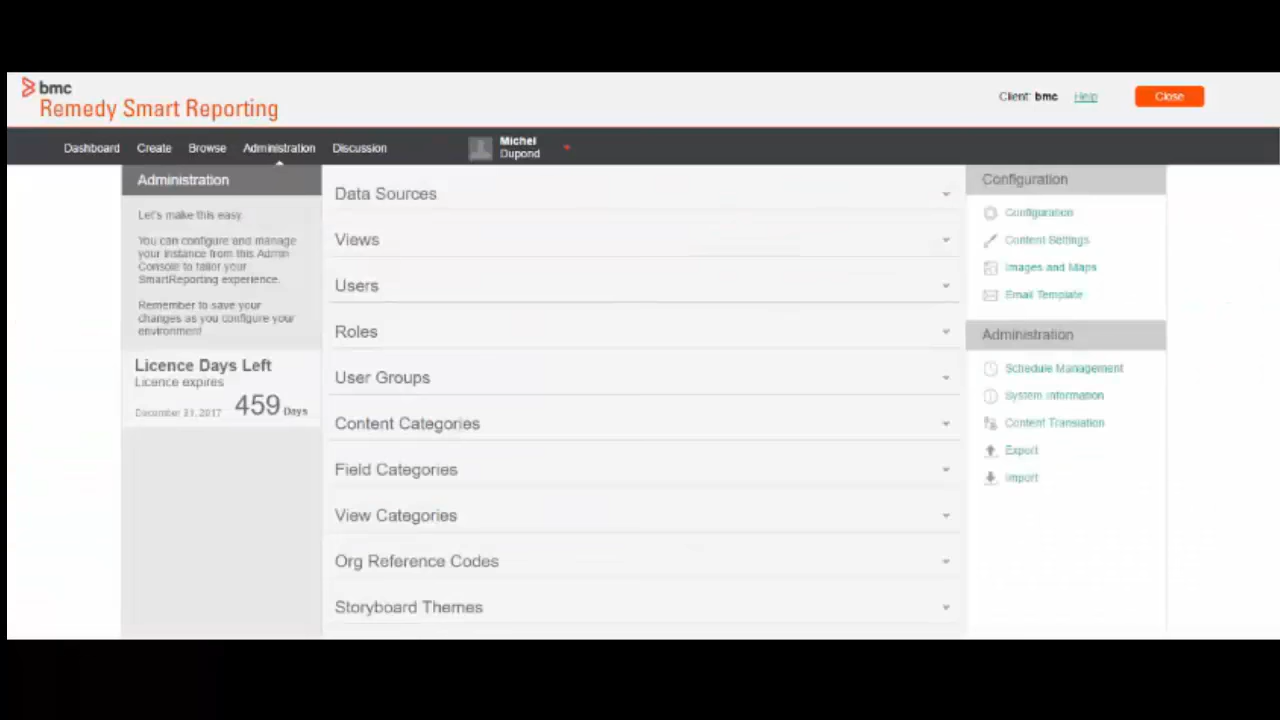 bmc
Remedy Smart Reporting
Client: bmc Help Close
Dashboard Create Browse Administration Discussion
Michel
Dupond
Administration
Let's make this easy
You can configure and manage
your instance from this Admin
Console to tailor your
SmartReporting experience.
Remember to save your
changes as you configure your
environment
Licence Days Left
Licence expires
December 31, 2017 459 Days
Data Sources
Views
Users
Roles
User Groups
Content Categories
Field Categories
View Categories
Org Reference Codes
Storyboard Themes
Configuration
Configuration
Content Settings
Images and Maps
Email Template
Administration
Schedule Management
System Information
Content Translation
Export
Import